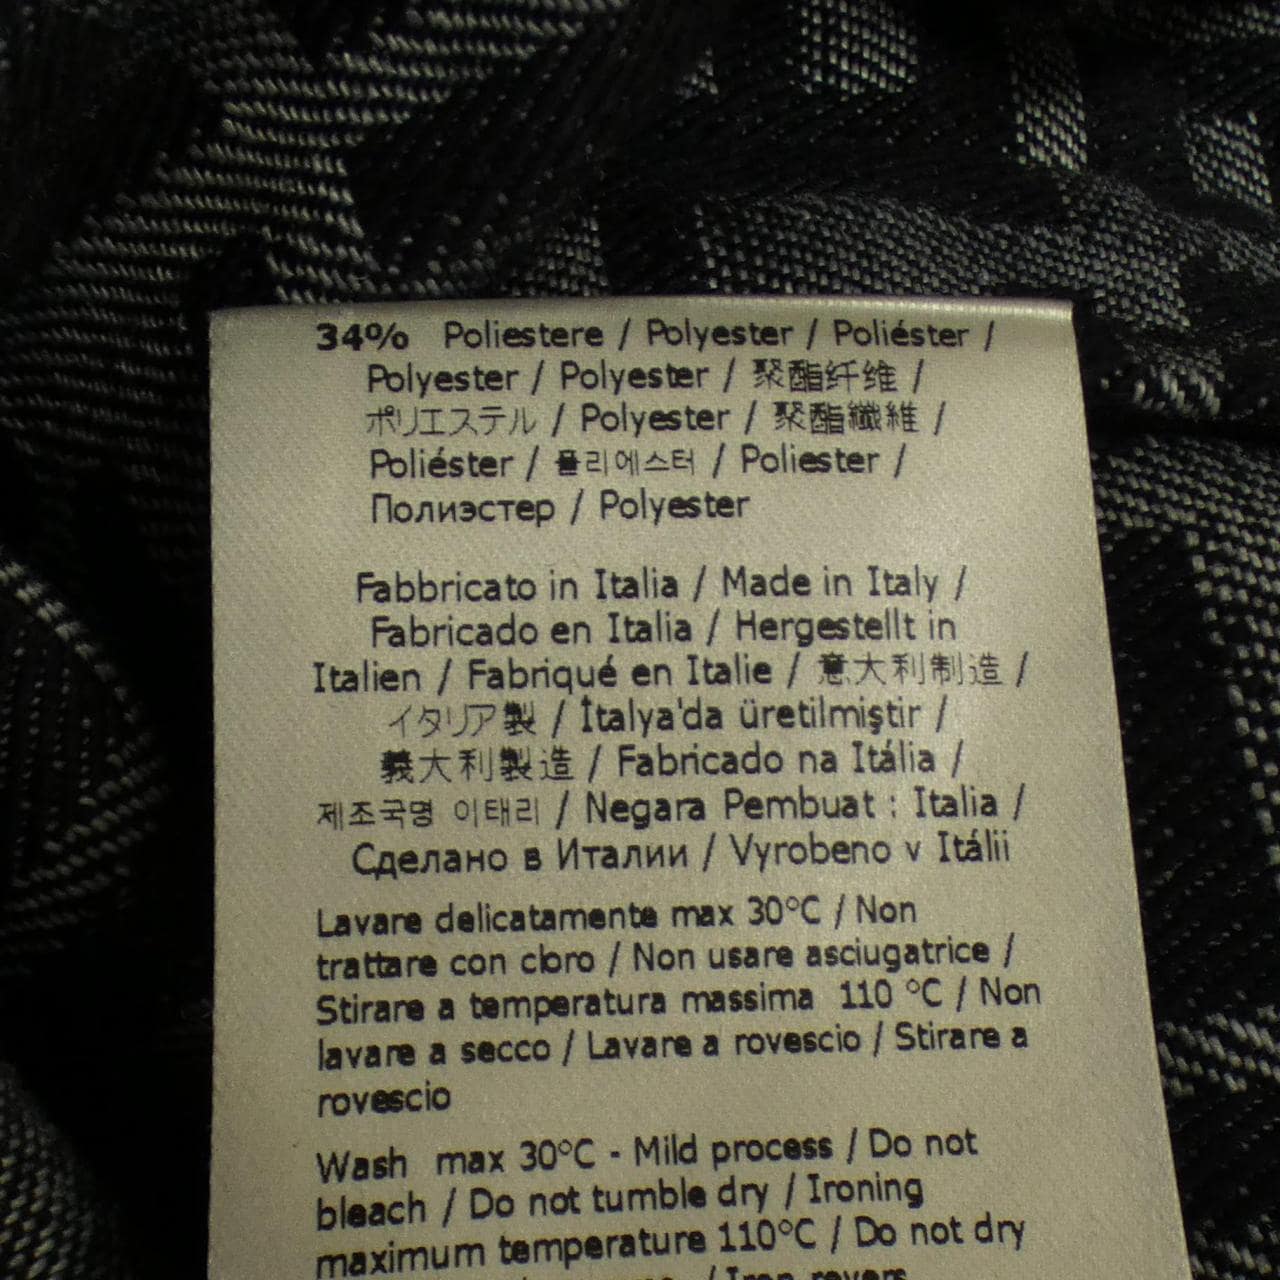 34% Poliestere / Polyester / Poliéster /
Polyester / Polyester / 聚酯纤维 /
ポリエステル / Polyester / 聚酯纖維 /
Poliéster / 폴리에스터 / Poliester /
Полиэстер / Polyester
Fabbricato in Italia / Made in Italy /
Fabricado en Italia / Hergestellt in
Italien / Fabriqué en Italie / 意大利制造 /
イタリア製 / İtalya'da üretilmiştir /
義大利製造 / Fabricado na Itália /
제조국명 이태리 / Negara Pembuat : Italia /
Сделано в Италии / Vyrobeno v Itálii
Lavare delicatamente max 30°C / Non
trattare con cloro / Non usare asciugatrice /
Stirare a temperatura massima 110 °C / Non
lavare a secco / Lavare a rovescio / Stirare a
rovescio
Wash max 30°C - Mild process / Do not
bleach / Do not tumble dry / Ironing
maximum temperature 110°C / Do not dry
/ Iron revers